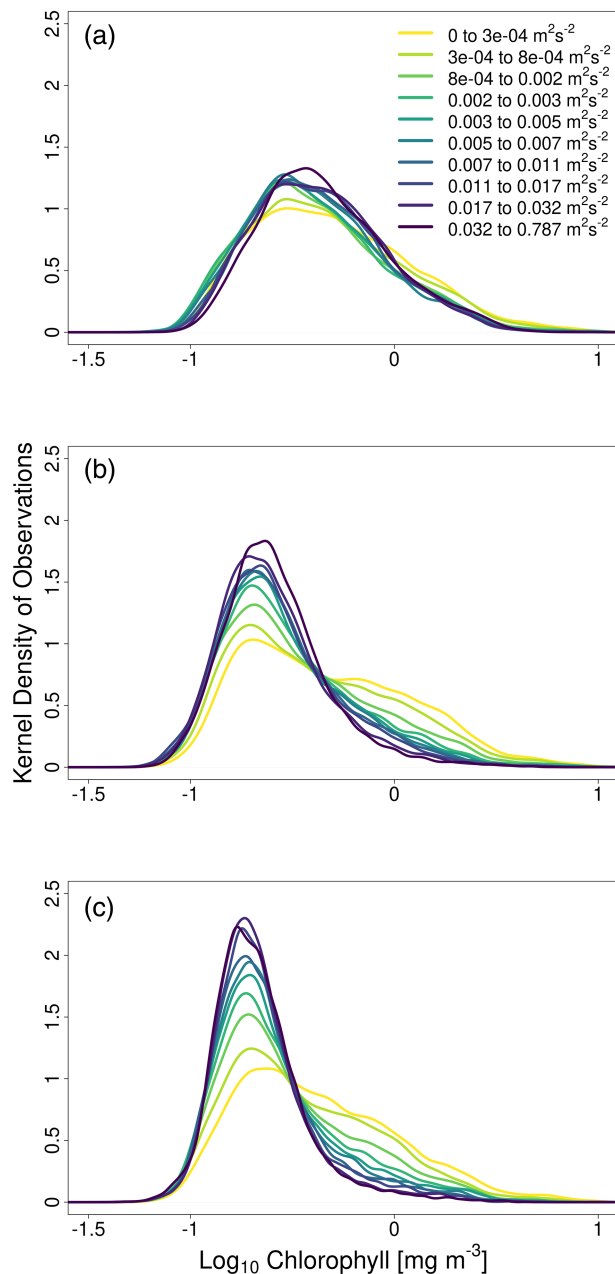 (a)
0 to 3e-04 m²s⁻²
3e-04 to 8e-04 m²s⁻²
8e-04 to 0.002 m²s⁻²
0.002 to 0.003 m²s⁻²
0.003 to 0.005 m²s⁻²
0.005 to 0.007 m²s⁻²
0.007 to 0.011 m²s⁻²
0.011 to 0.017 m²s⁻²
0.017 to 0.032 m²s⁻²
0.032 to 0.787 m²s⁻²
2.5
2
1.5
1
0.5
0
-1.5 -1 0 1
(b)
Kernel Density of Observations
2.5
2
1.5
1
0.5
0
-1.5 -1 0 1
(c)
2.5
2
1.5
1
0.5
0
-1.5 -1 0 1
Log₁₀ Chlorophyll [mg m⁻³]